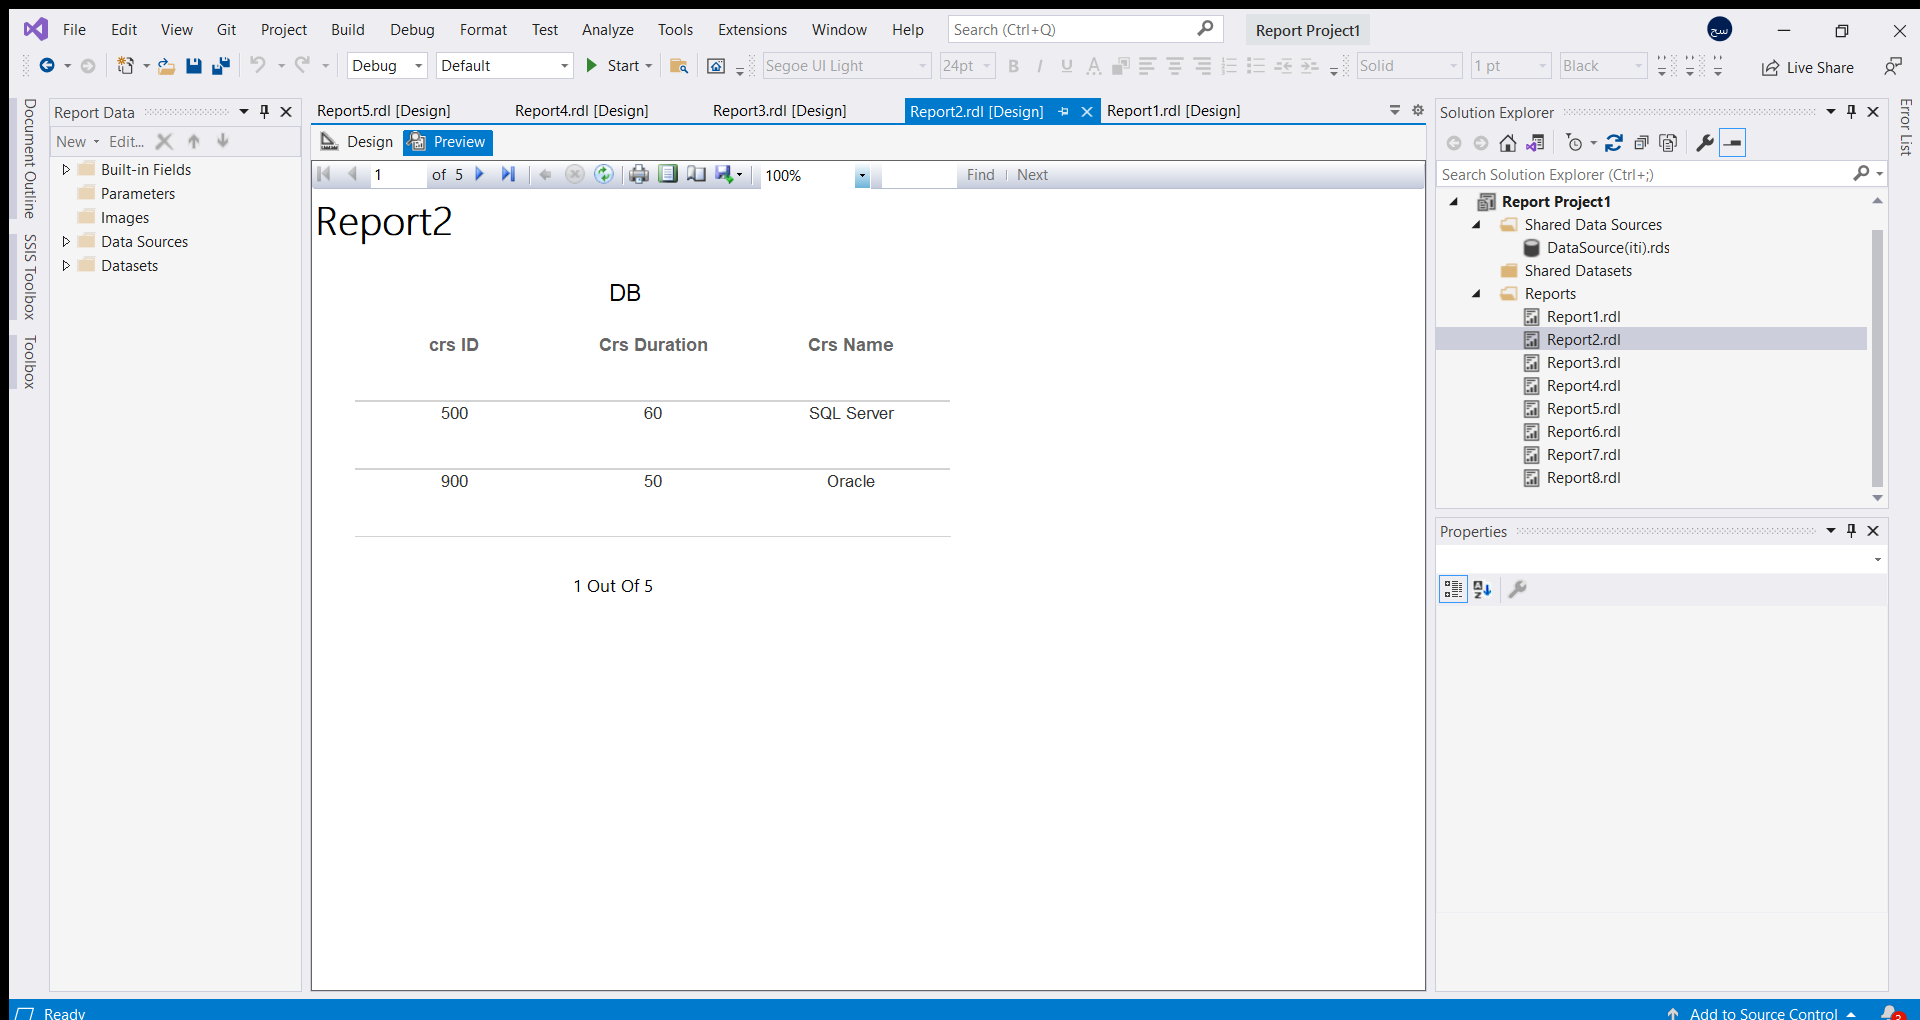 File Edit View Git Project Build Debug Format Test Analyze Tools Extensions Window Help Search (Ctrl+Q) Report Project1 سح
Debug Default Start Segoe UI Light 24pt B I U A Solid 1 pt Black Live Share
Document Outline
SSIS Toolbox
Toolbox
Report Data
New Edit...
Built-in Fields
Parameters
Images
Data Sources
Datasets
Report5.rdl [Design] Report4.rdl [Design] Report3.rdl [Design] Report2.rdl [Design] Report1.rdl [Design]
Design Preview
1 of 5 100% Find Next
Report2
DB
crs ID Crs Duration Crs Name
500 60 SQL Server
900 50 Oracle
1 Out Of 5
Solution Explorer
Search Solution Explorer (Ctrl+;)
Report Project1
Shared Data Sources
DataSource(iti).rds
Shared Datasets
Reports
Report1.rdl
Report2.rdl
Report3.rdl
Report4.rdl
Report5.rdl
Report6.rdl
Report7.rdl
Report8.rdl
Properties
Error List
Ready Add to Source Control